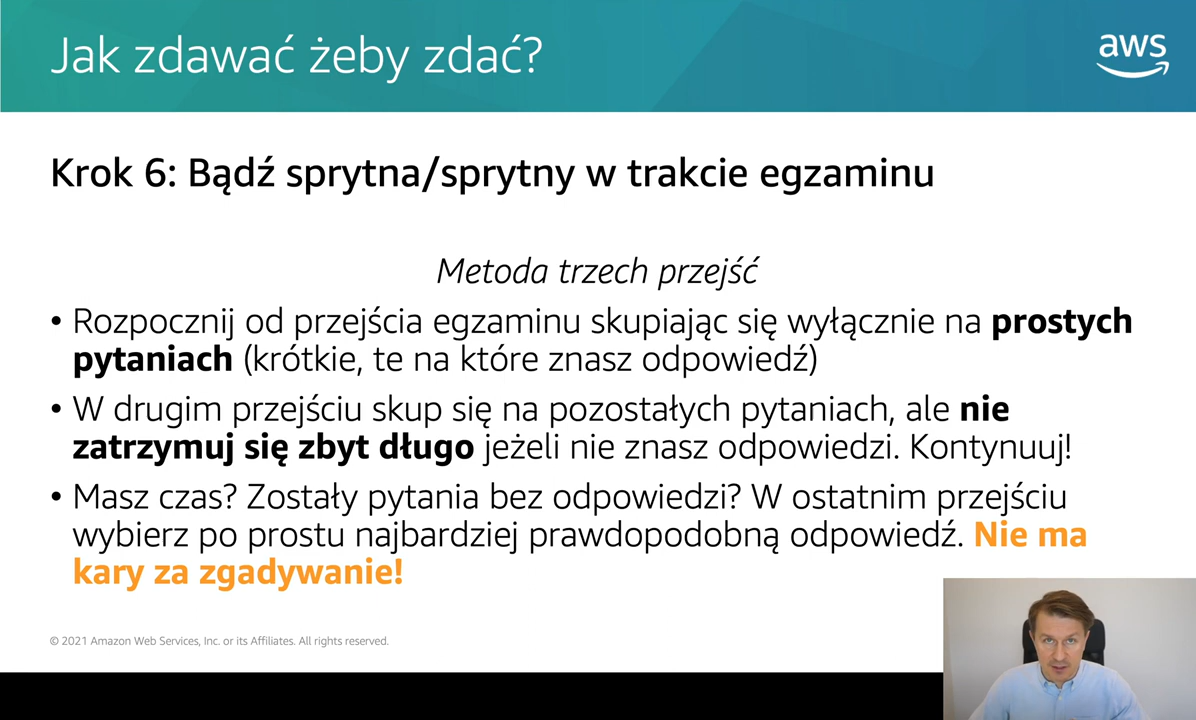 Jak zdawać żeby zdać?
aws
Krok 6: Bądź sprytna/sprytny w trakcie egzaminu
Metoda trzech przejść
• Rozpocznij od przejścia egzaminu skupiając się wyłącznie na prostych
pytaniach (krótkie, te na które znasz odpowiedź)
• W drugim przejściu skup się na pozostałych pytaniach, ale nie
zatrzymuj się zbyt długo jeżeli nie znasz odpowiedzi. Kontynuuj!
• Masz czas? Zostały pytania bez odpowiedzi? W ostatnim przejściu
wybierz po prostu najbardziej prawdopodobną odpowiedź. Nie ma
kary za zgadywanie!
© 2021 Amazon Web Services, Inc. or its Affiliates. All rights reserved.